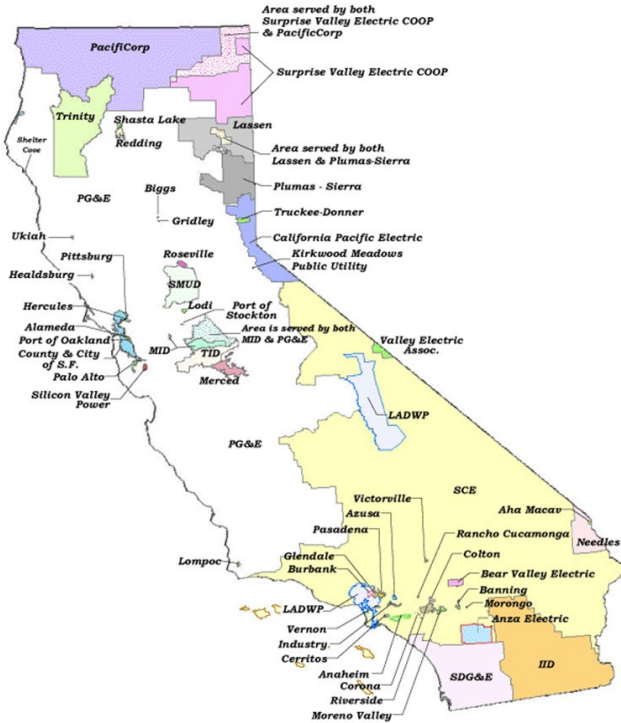 Area served by both
Surprise Valley Electric COOP
& PacificCorp
PacifiCorp
Surprise Valley Electric COOP
Trinity
Shasta Lake
Redding
Lassen
Shelter
Cove
Area served by both
Lassen & Plumas-Sierra
Plumas - Sierra
PG&E
Biggs
Gridley
Truckee-Donner
California Pacific Electric
Ukiah
Kirkwood Meadows
Public Utility
Pittsburg
Roseville
Healdsburg
SMUD
Hercules
Lodi
Port of
Stockton
Alameda
Port of Oakland
County & City
of S.F.
MID
Area is served by both
MID & PG&E
TID
Valley Electric
Assoc.
Palo Alto
Merced
Silicon Valley
Power
LADWP
PG&E
SCE
Victorville
Azusa
Aha Macav
Pasadena
Rancho Cucamonga
Needles
Glendale
Colton
Lompoc
Burbank
Bear Valley Electric
Banning
LADWP
Morongo
Anza Electric
Vernon
Industry
Cerritos
Anaheim
Corona
Riverside
Moreno Valley
SDG&E
IID